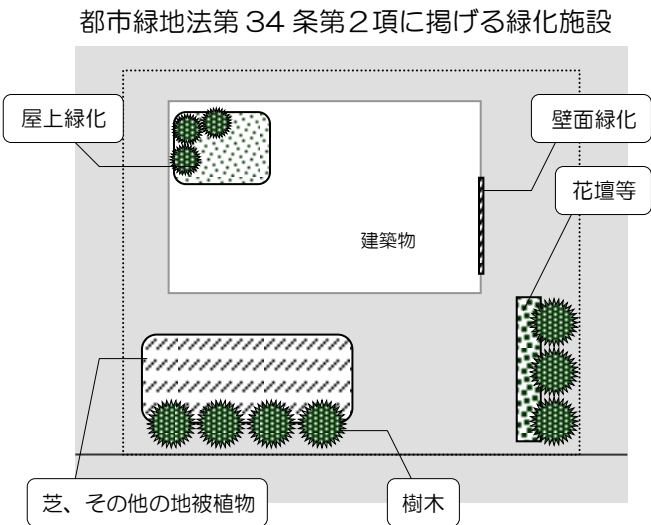 都市緑地法第 34 条第２項に掲げる緑化施設
屋上緑化
壁面緑化
花壇等
建築物
芝、その他の地被植物
樹木